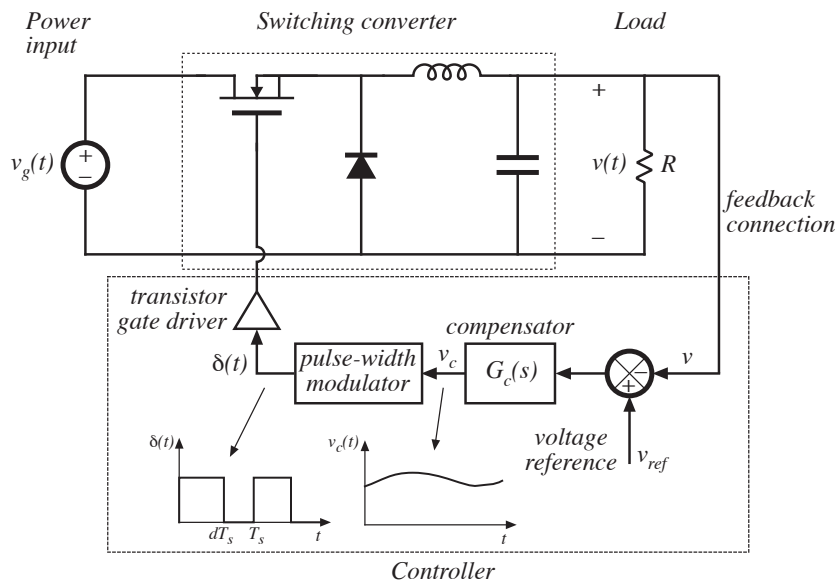 Power
input
Switching converter
Load
v_g(t)
+
–
+
v(t)
–
R
feedback
connection
transistor
gate driver
compensator
δ(t)
pulse-width
modulator
v_c
G_c(s)
–
+
v
voltage
reference
v_ref
δ(t)
dT_s
T_s
t
v_c(t)
t
Controller